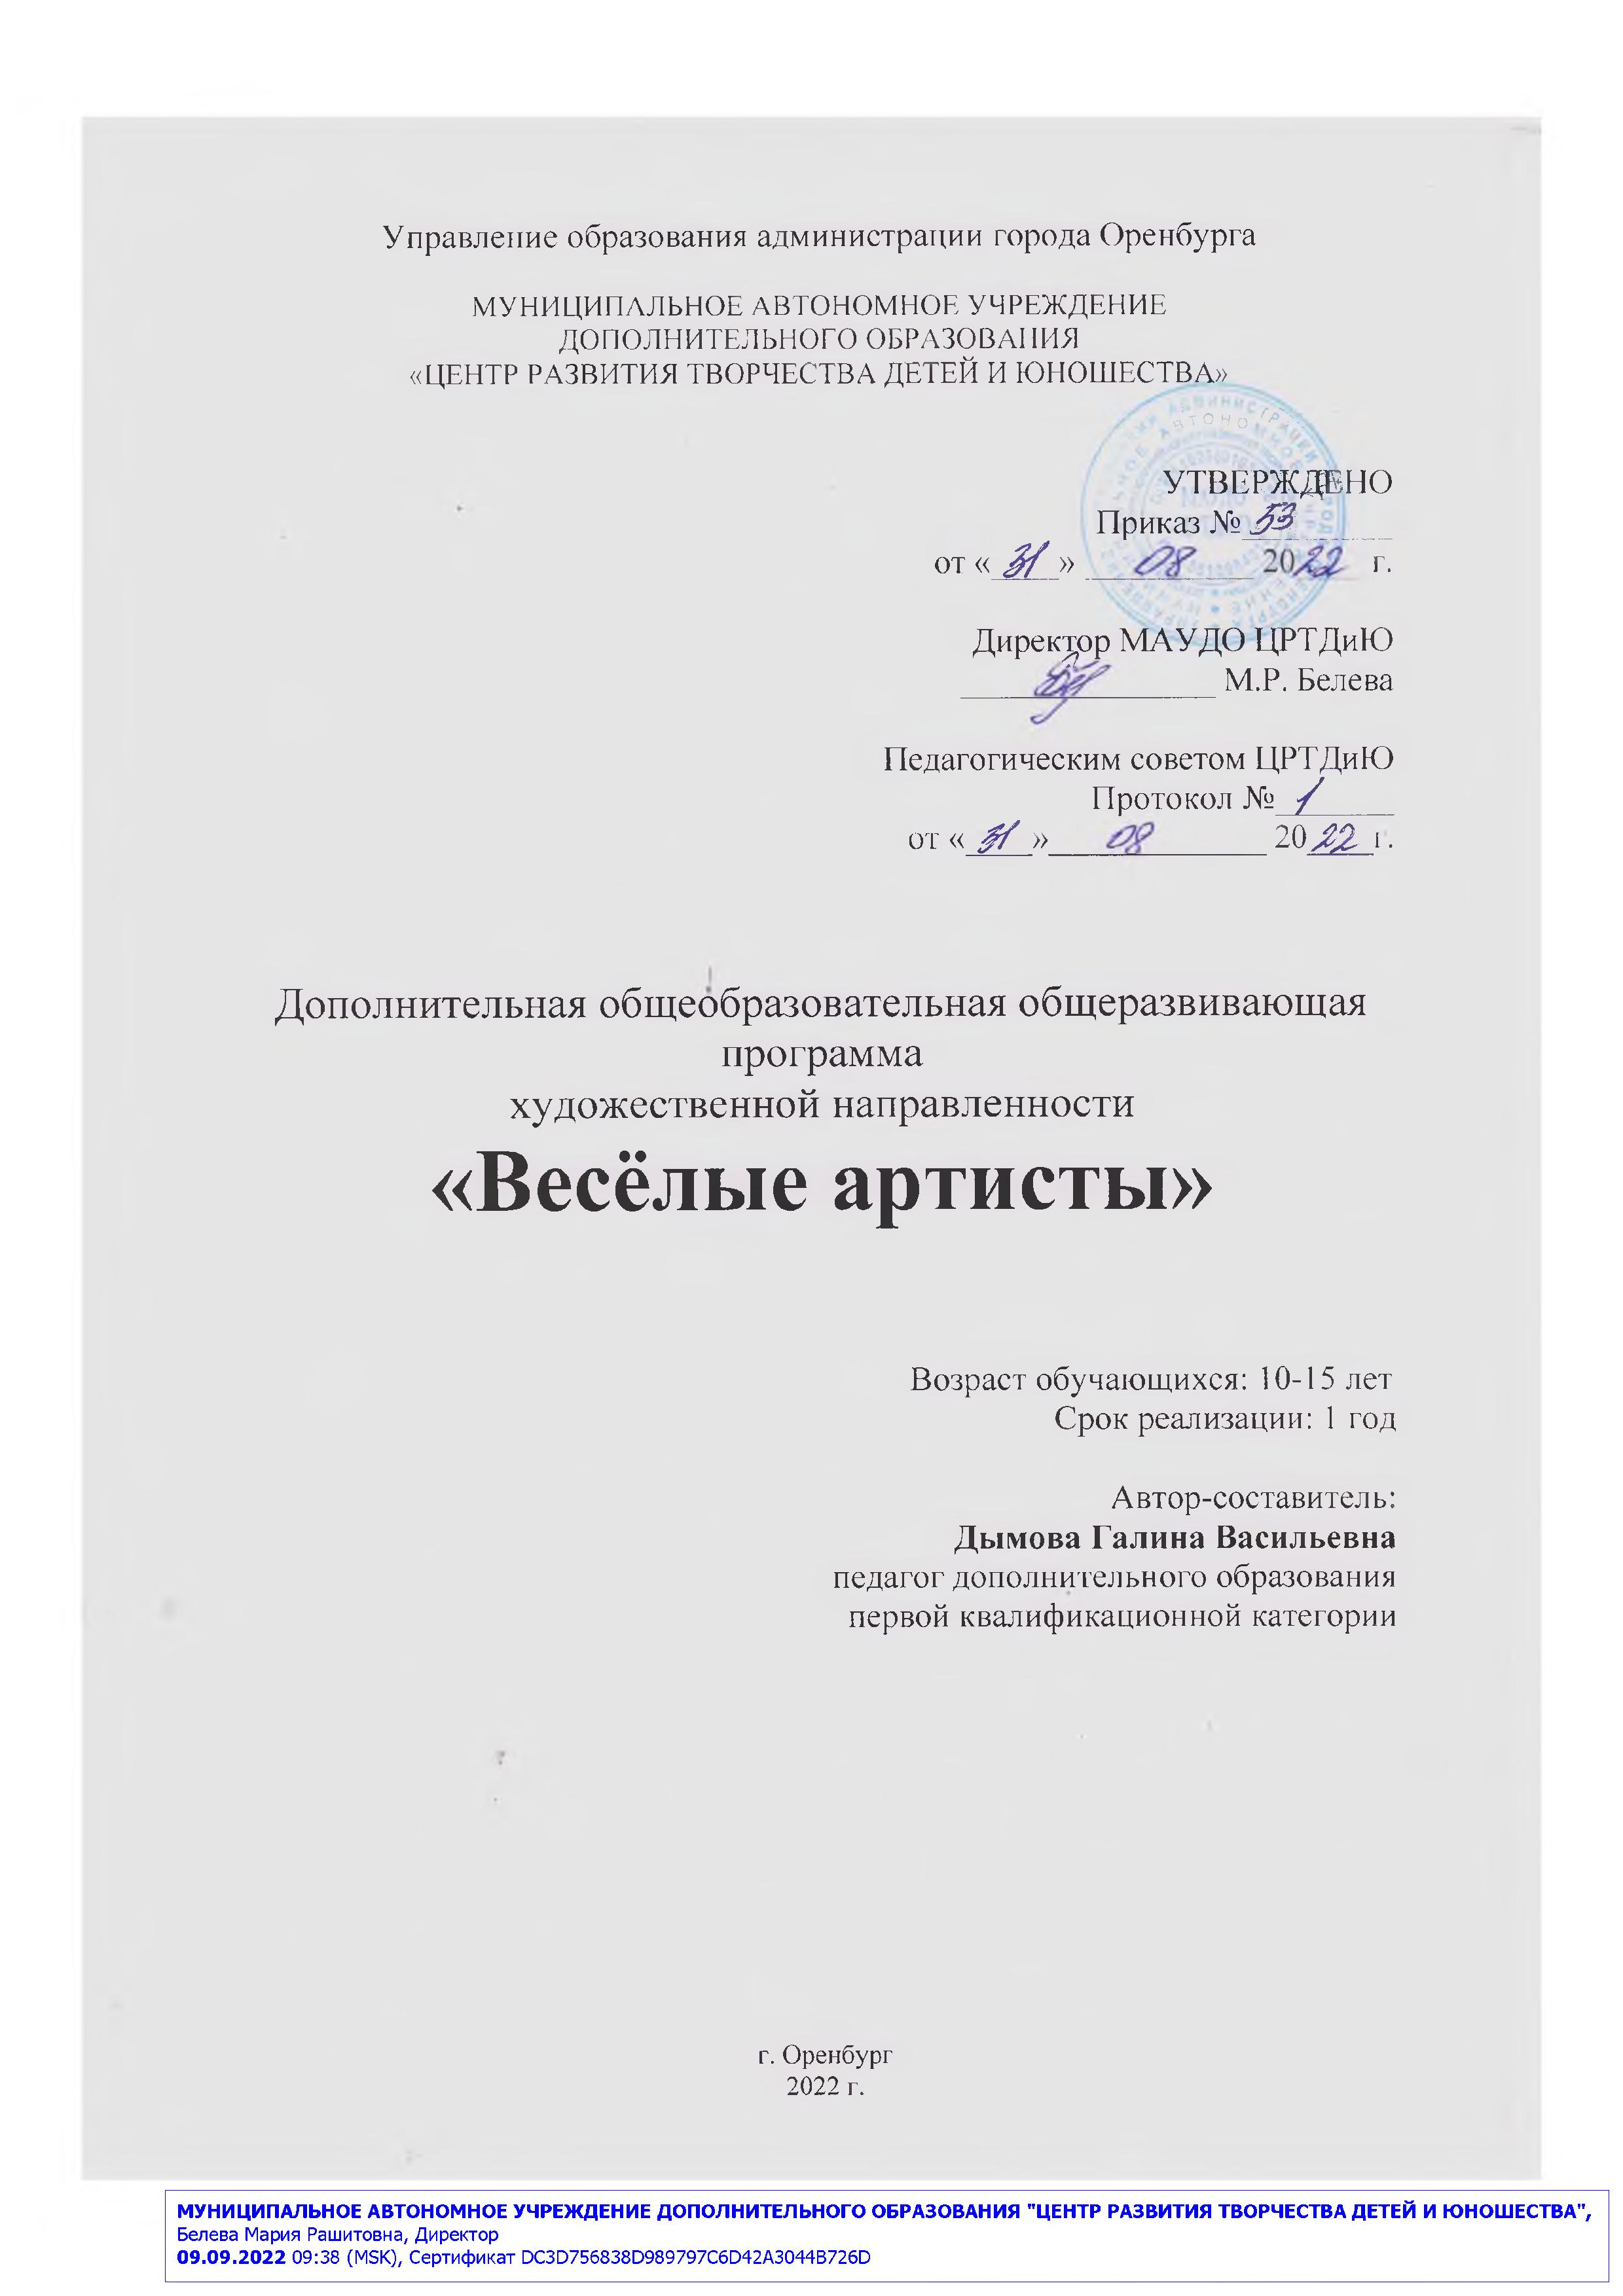 Управление образования администрации города Оренбурга
МУНИЦИПАЛЬНОЕ АВТОНОМНОЕ УЧРЕЖДЕНИЕ
ДОПОЛНИТЕЛЬНОГО ОБРАЗОВАНИЯ
«ЦЕНТР РАЗВИТИЯ ТВОРЧЕСТВА ДЕТЕЙ И ЮНОШЕСТВА»
УТВЕРЖДЕНО
Приказ № 53
от « 31 » 08 2022 г.
Директор МАУДО ЦРТДиЮ
М.Р. Белева
Педагогическим советом ЦРТДиЮ
Протокол № 1
от « 31 » 08 2022 г.
Дополнительная общеобразовательная общеразвивающая
программа
художественной направленности
«Весёлые артисты»
Возраст обучающихся: 10-15 лет
Срок реализации: 1 год
Автор-составитель:
Дымова Галина Васильевна
педагог дополнительного образования
первой квалификационной категории
г. Оренбург
2022 г.
МУНИЦИПАЛЬНОЕ АВТОНОМНОЕ УЧРЕЖДЕНИЕ ДОПОЛНИТЕЛЬНОГО ОБРАЗОВАНИЯ "ЦЕНТР РАЗВИТИЯ ТВОРЧЕСТВА ДЕТЕЙ И ЮНОШЕСТВА",
Белева Мария Рашитовна, Директор
09.09.2022 09:38 (MSK), Сертификат DC3D756838D989797C6D42A3044B726D